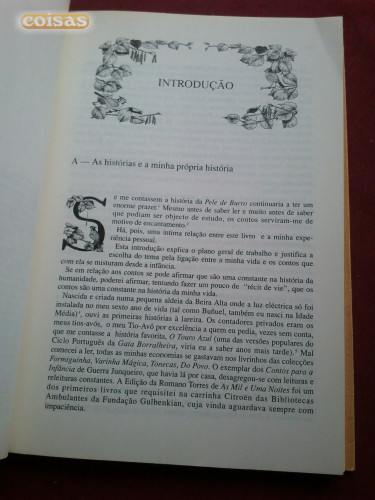 coisas
INTRODUÇÃO
A — As histórias e a minha própria história
Se me contassem a história da Pele de Burro continuaria a ter um
enorme prazer.¹ Mesmo antes de saber ler e muito antes de saber
que podiam ser objecto de estudo, os contos serviram-me de
motivo de encantamento.²
Há, pois, uma íntima relação entre este livro e a minha expe-
riência pessoal.
Esta introdução explica o plano geral de trabalho e justifica a
escolha do tema pela ligação entre a minha vida e os contos que
com ela se misturam desde a infância.
Se em relação aos contos se pode afirmar que são uma constante na história da
humanidade, poderei afirmar, tentando fazer um pouco de "récit de vie", que os
contos são uma constante na história da minha vida.
Nascida e criada numa pequena aldeia da Beira Alta onde a luz eléctrica só foi
instalada no meu sexto ano de vida (tal como Buñuel, também eu nasci na Idade
Média)³, ouvi as primeiras histórias à lareira. Os contadores privados eram os
meus tios-avós, o meu Tio-Avô por excelência a quem eu pedia, vezes sem conta,
que me contasse a história favorita, O Touro Azul (uma das versões populares do
Ciclo Português da Gata Borralheira, viria eu a saber anos mais tarde).⁴ Mal
comecei a ler, todas as minhas economias se gastavam nos livrinhos das colecções
Formiguinha, Varinha Mágica, Tonecas, Do Povo. O exemplar dos Contos para a
Infância de Guerra Junqueiro, que havia lá por casa, desagregou-se com leituras e
releituras constantes. A Edição da Romano Torres de As Mil e Uma Noites foi um
dos primeiros livros que requisitei na carrinha Citroën das Bibliotecas
Ambulantes da Fundação Gulbenkian, cuja vinda aguardava sempre com
impaciência.